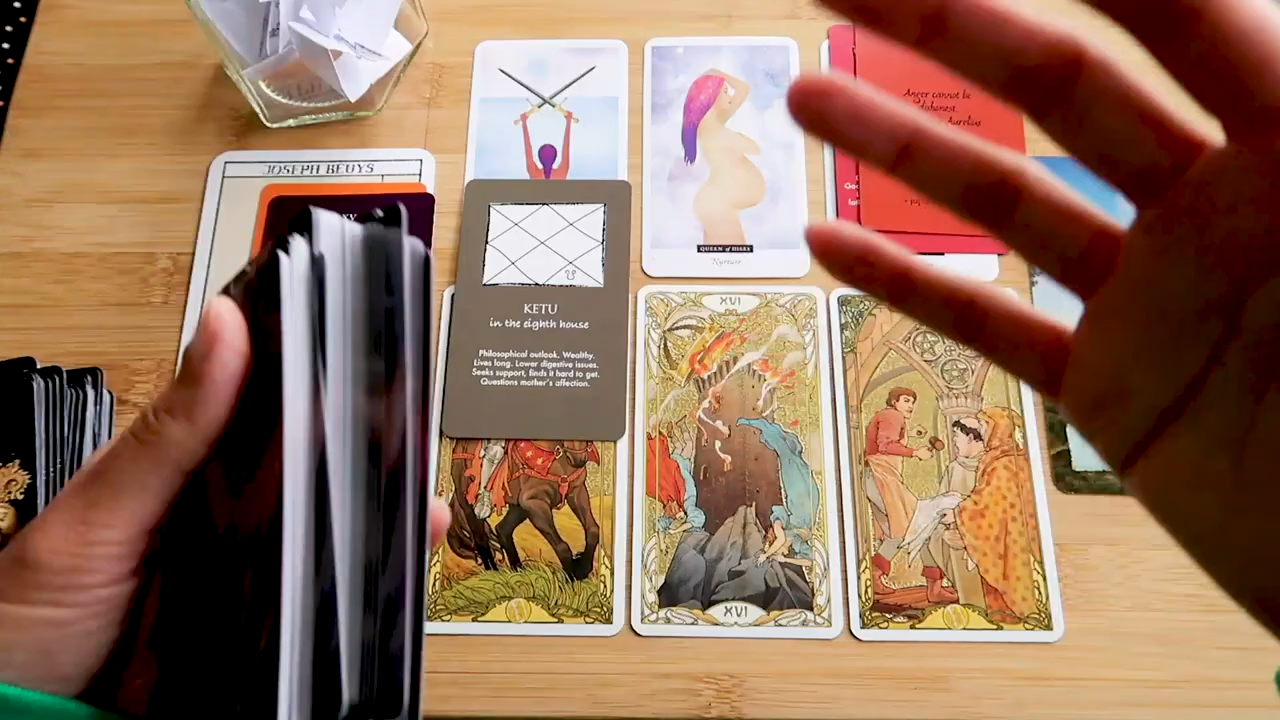 JOSEPH BEUYS
XV
Anger cannot be
dishonest.
Aurelius
QUEEN of DISKS
Nurture
KETU
in the eighth house
Philosophical outlook. Wealthy.
Lives long. Lower digestive issues.
Seeks support, finds it hard to get.
Questions mother's affection.
XVI
XVI